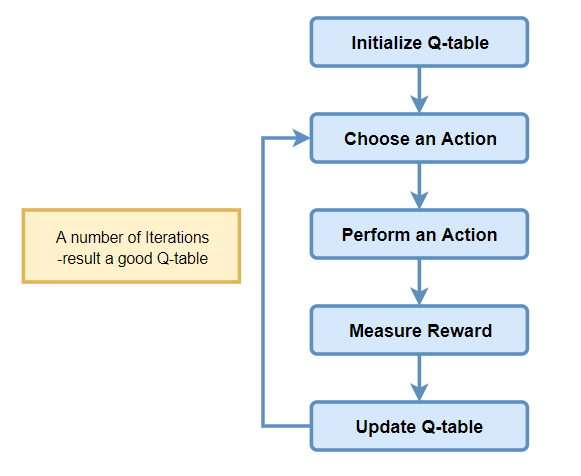 Initialize Q-table
Choose an Action
Perform an Action
A number of Iterations
-result a good Q-table
Measure Reward
Update Q-table